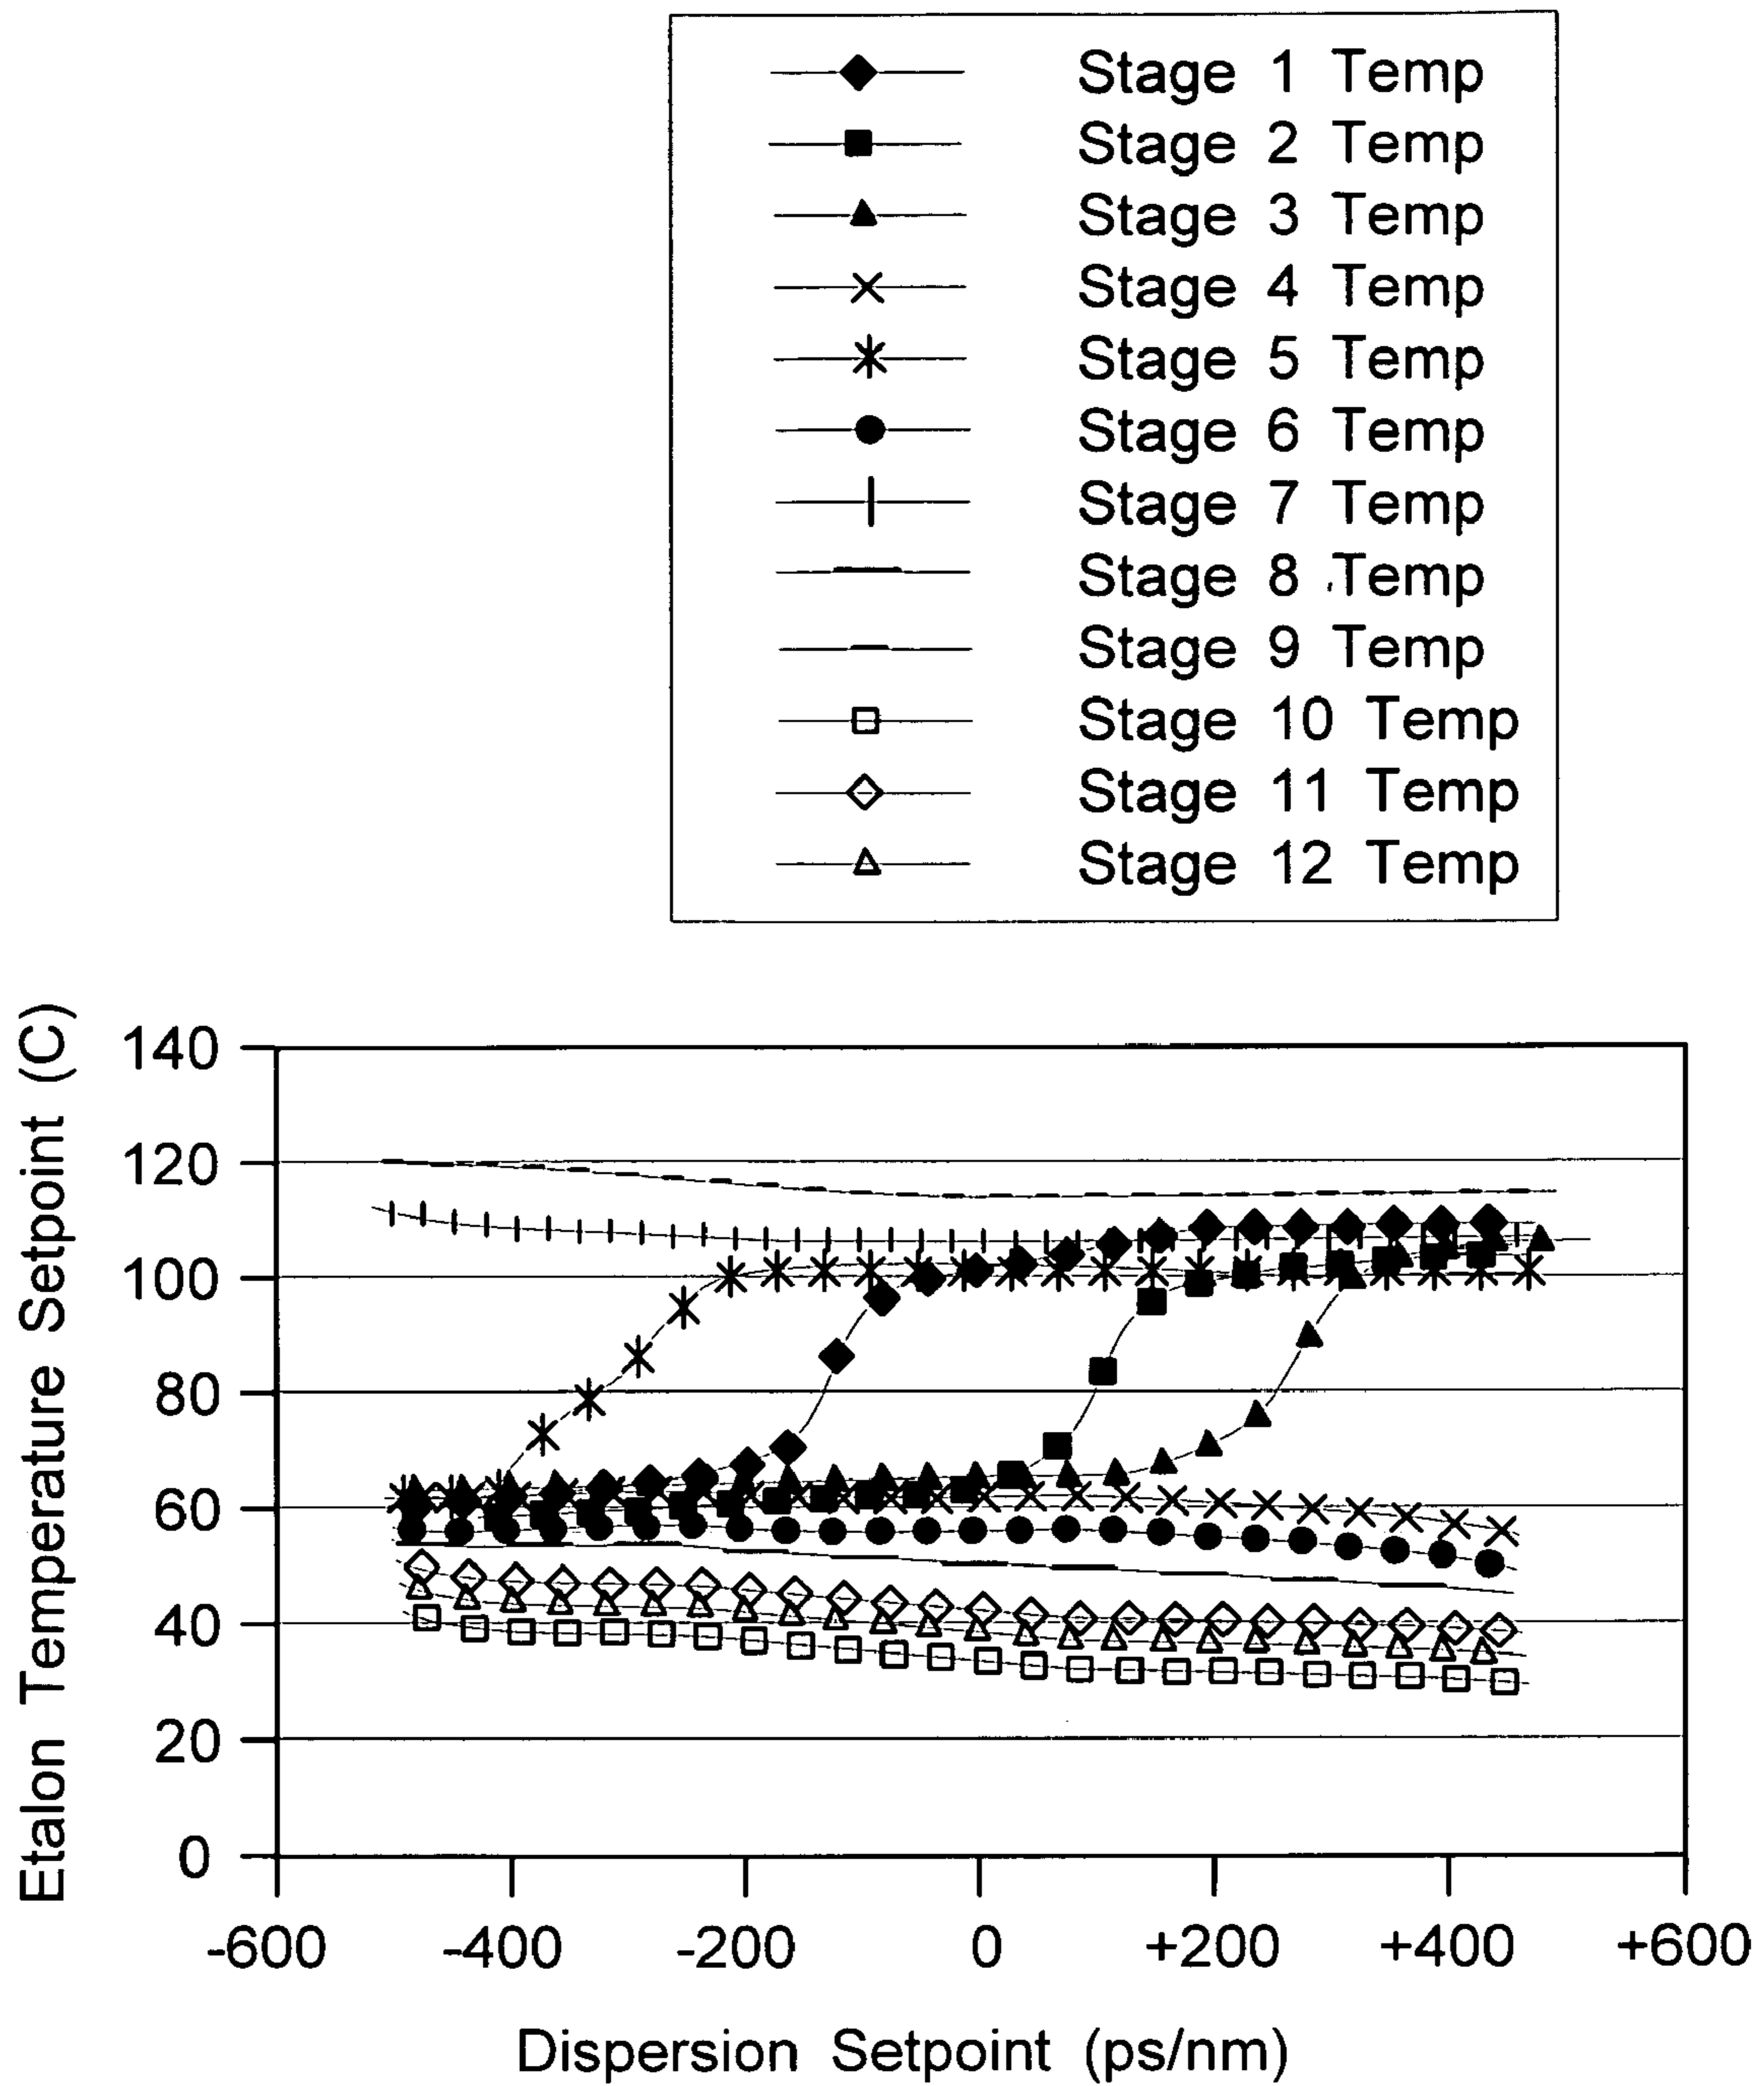 Stage 1 Temp
Stage 2 Temp
Stage 3 Temp
Stage 4 Temp
Stage 5 Temp
Stage 6 Temp
Stage 7 Temp
Stage 8 Temp
Stage 9 Temp
Stage 10 Temp
Stage 11 Temp
Stage 12 Temp
Etalon Temperature Setpoint (C)
140
120
100
80
60
40
20
0
-600 -400 -200 0 +200 +400 +600
Dispersion Setpoint (ps/nm)